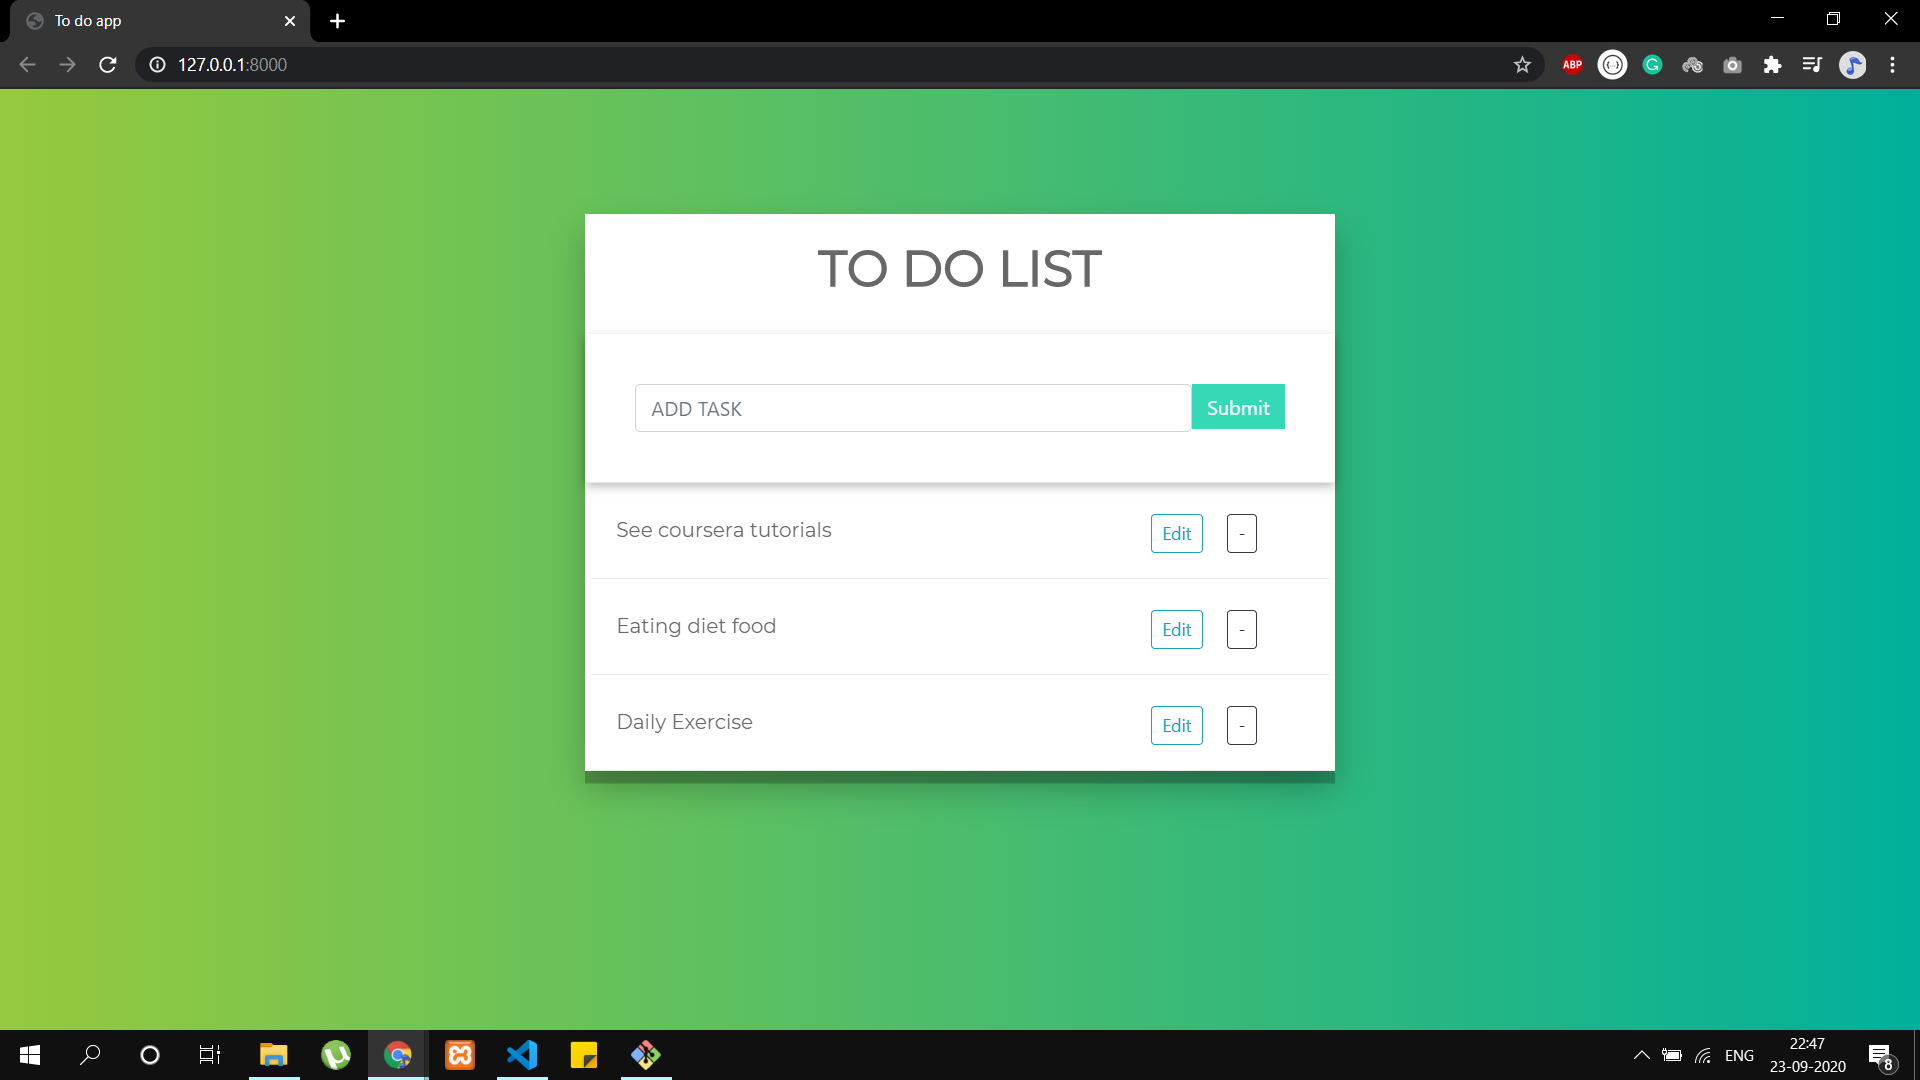 To do app
127.0.0.1:8000
ABP
TO DO LIST
ADD TASK
Submit
See coursera tutorials
Edit
-
Eating diet food
Edit
-
Daily Exercise
Edit
-
ENG
22:47
23-09-2020
8